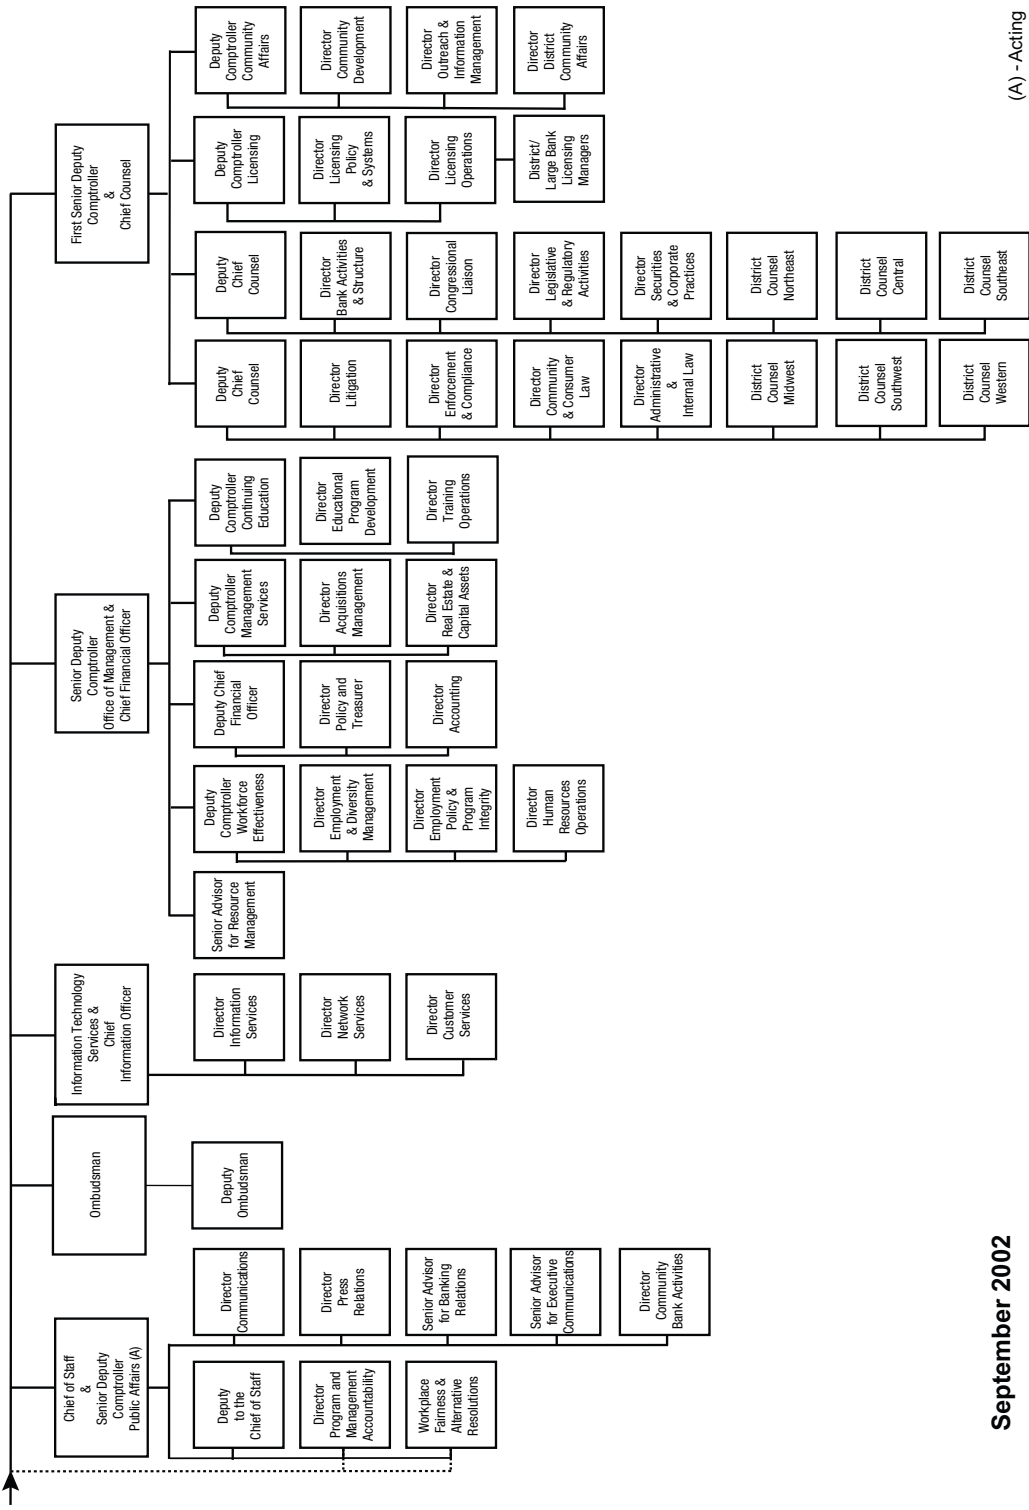 Chief of Staff
&
Senior Deputy
Comptroller
Public Affairs (A)
Deputy
to the
Chief of Staff
Director
Program and
Management
Accountability
Workplace
Fairness &
Alternative
Resolutions
Director
Communications
Director
Press
Relations
Senior Advisor
for Banking
Relations
Senior Advisor
for Executive
Communications
Director
Community
Bank Activities
Ombudsman
Deputy
Ombudsman
Information Technology
Services &
Chief
Information Officer
Director
Information
Services
Director
Network
Services
Director
Customer
Services
Senior Deputy
Comptroller
Office of Management &
Chief Financial Officer
Senior Advisor
for Resource
Management
Deputy
Comptroller
Workforce
Effectiveness
Director
Employment
& Diversity
Management
Director
Employment
Policy &
Program
Integrity
Director
Human
Resources
Operations
Deputy Chief
Financial
Officer
Director
Policy and
Treasurer
Director
Accounting
Deputy
Comptroller
Management
Services
Director
Acquisitions
Management
Director
Real Estate &
Capital Assets
Deputy
Comptroller
Continuing
Education
Director
Educational
Program
Development
Director
Training
Operations
First Senior Deputy
Comptroller
&
Chief Counsel
Deputy
Chief
Counsel
Director
Litigation
Director
Enforcement
& Compliance
Director
Community
& Consumer
Law
Director
Administrative
&
Internal Law
District
Counsel
Midwest
District
Counsel
Southwest
District
Counsel
Western
Deputy
Chief
Counsel
Director
Bank Activities
& Structure
Director
Congressional
Liaison
Director
Legislative
& Regulatory
Activities
Director
Securities
& Corporate
Practices
District
Counsel
Northeast
District
Counsel
Central
District
Counsel
Southeast
Deputy
Comptroller
Licensing
Director
Licensing
Policy
& Systems
Director
Licensing
Operations
District/
Large Bank
Licensing
Managers
Deputy
Comptroller
Community
Affairs
Director
Community
Development
Director
Outreach &
Information
Management
Director
District
Community
Affairs
September 2002
(A) - Acting